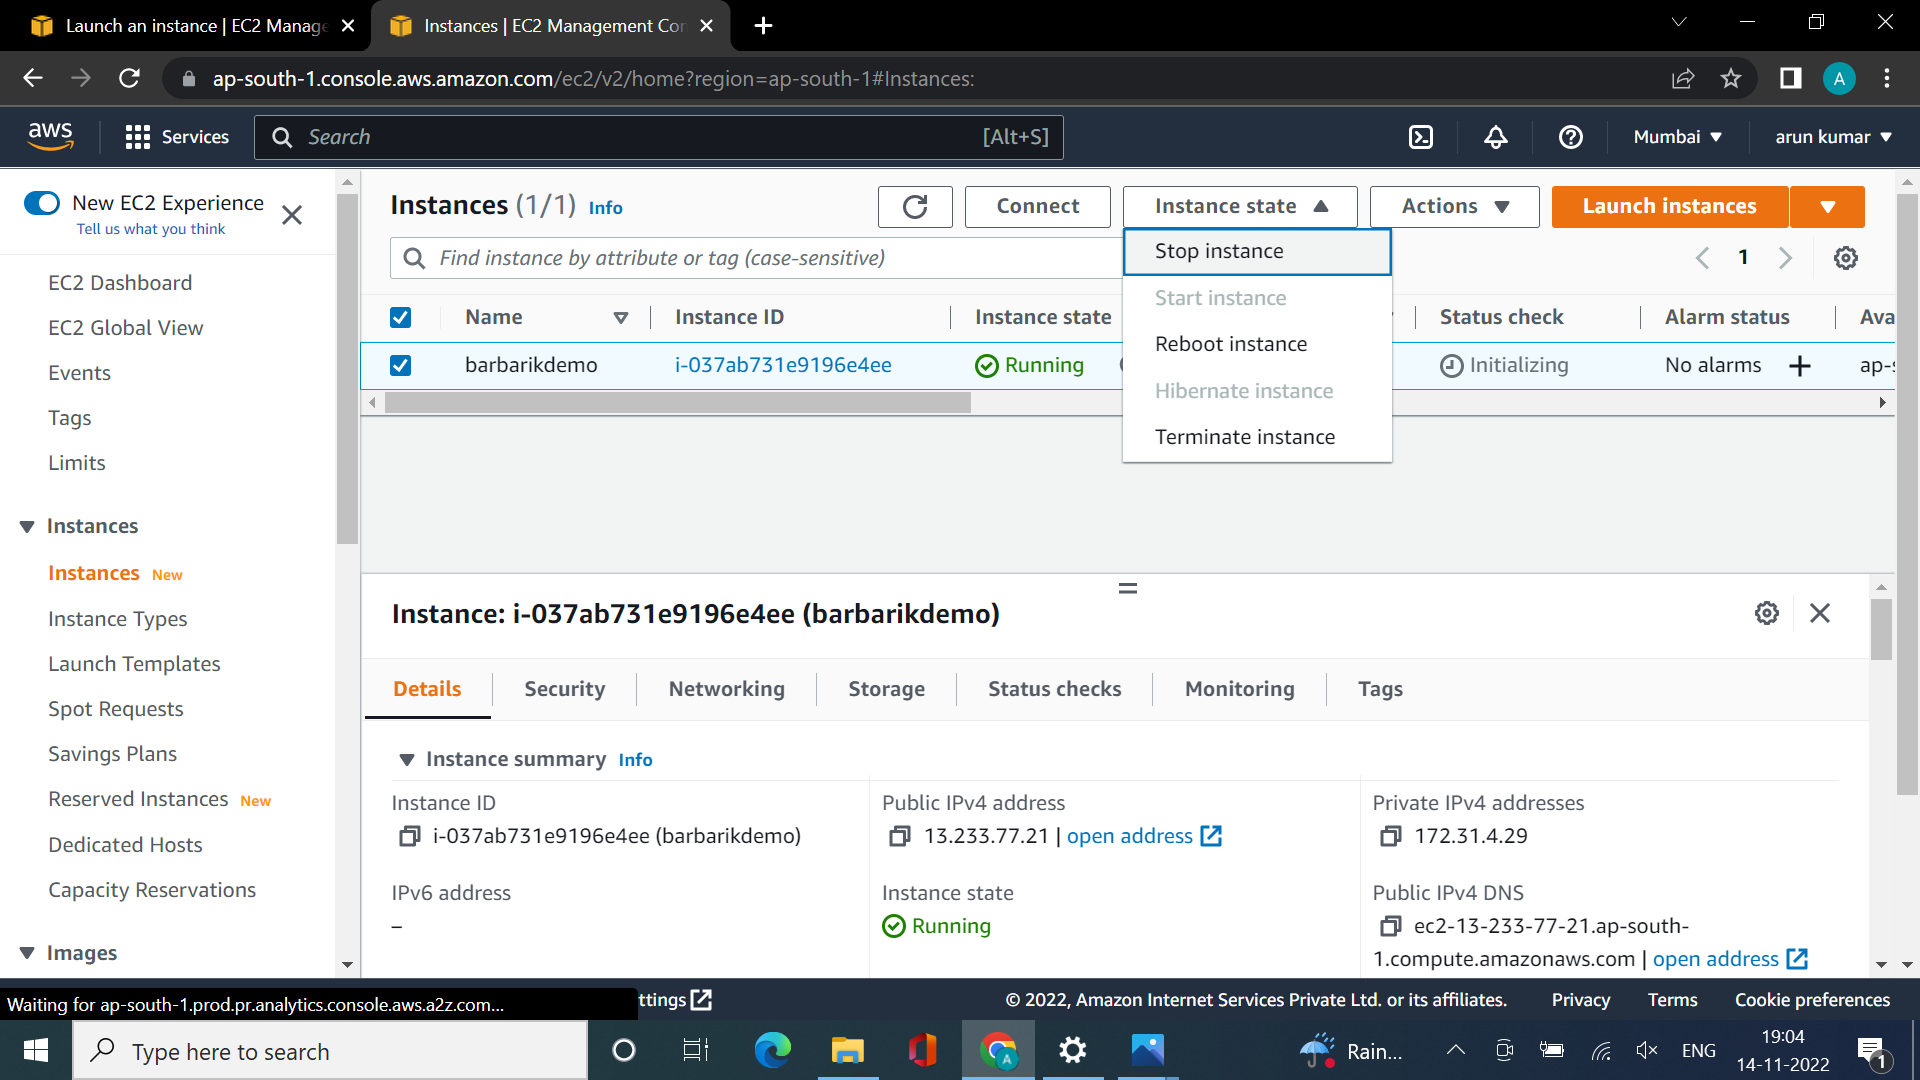 Launch an instance | EC2 Manage
Instances | EC2 Management Con
ap-south-1.console.aws.amazon.com/ec2/v2/home?region=ap-south-1#Instances:
A
aws
Services
Search
[Alt+S]
Mumbai
arun kumar
New EC2 Experience
Tell us what you think
EC2 Dashboard
EC2 Global View
Events
Tags
Limits
Instances
Instances New
Instance Types
Launch Templates
Spot Requests
Savings Plans
Reserved Instances New
Dedicated Hosts
Capacity Reservations
Images
Instances (1/1) Info
Connect
Instance state
Actions
Launch instances
Find instance by attribute or tag (case-sensitive)
1
Stop instance
Start instance
Reboot instance
Hibernate instance
Terminate instance
Name
Instance ID
Instance state
Status check
Alarm status
Ava
barbarikdemo
i-037ab731e9196e4ee
Running
Initializing
No alarms
ap-s
Instance: i-037ab731e9196e4ee (barbarikdemo)
Details
Security
Networking
Storage
Status checks
Monitoring
Tags
Instance summary Info
Instance ID
i-037ab731e9196e4ee (barbarikdemo)
Public IPv4 address
13.233.77.21 | open address
Private IPv4 addresses
172.31.4.29
IPv6 address
–
Instance state
Running
Public IPv4 DNS
ec2-13-233-77-21.ap-south-
1.compute.amazonaws.com | open address
Waiting for ap-south-1.prod.pr.analytics.console.aws.a2z.com...
ttings
© 2022, Amazon Internet Services Private Ltd. or its affiliates.
Privacy
Terms
Cookie preferences
Type here to search
A
Rain...
ENG
19:04
14-11-2022
1